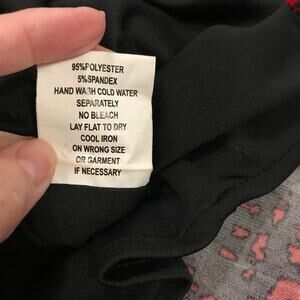 95%POLYESTER
5%SPANDEX
HAND WASH COLD WATER
SEPARATELY
NO BLEACH
LAY FLAT TO DRY
COOL IRON
ON WRONG SIZE
OR GARMENT
IF NECESSARY